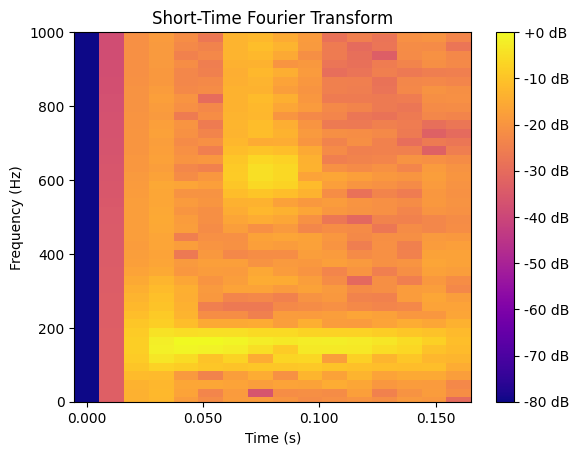 Short-Time Fourier Transform
1000
800
600
400
200
0
Frequency (Hz)
0.000
0.050
0.100
0.150
Time (s)
+0 dB
-10 dB
-20 dB
-30 dB
-40 dB
-50 dB
-60 dB
-70 dB
-80 dB